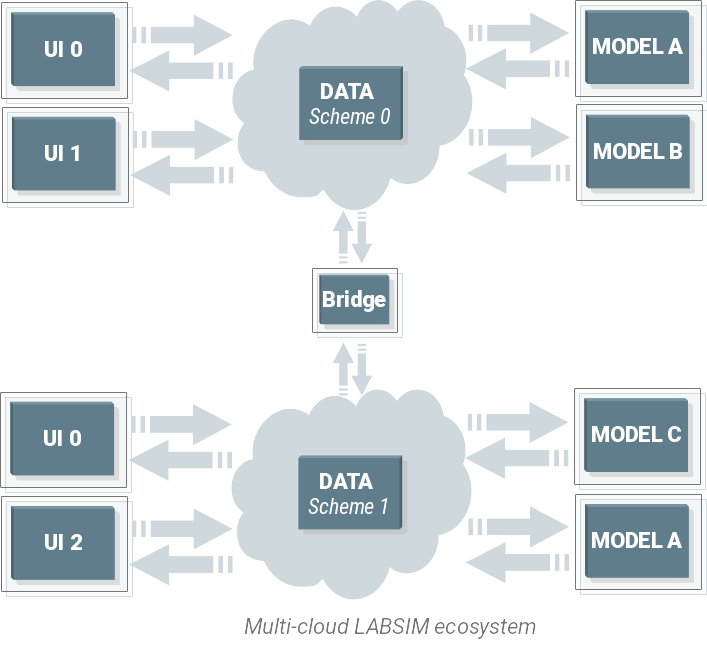 UI 0
DATA
Scheme 0
MODEL A
UI 1
MODEL B
Bridge
UI 0
DATA
Scheme 1
MODEL C
UI 2
MODEL A
Multi-cloud LABSIM ecosystem